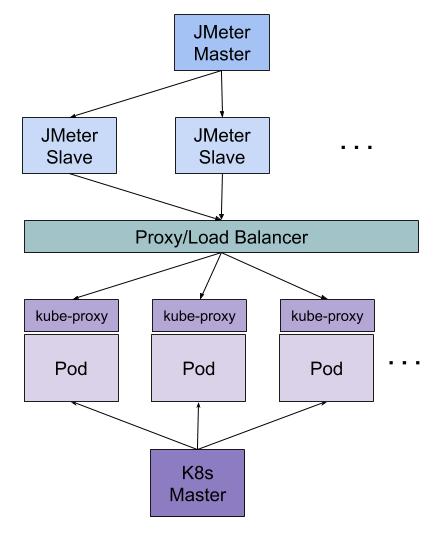 JMeter
Master
JMeter
Slave
JMeter
Slave
. . .
Proxy/Load Balancer
kube-proxy
kube-proxy
kube-proxy
Pod
Pod
Pod
. . .
K8s
Master